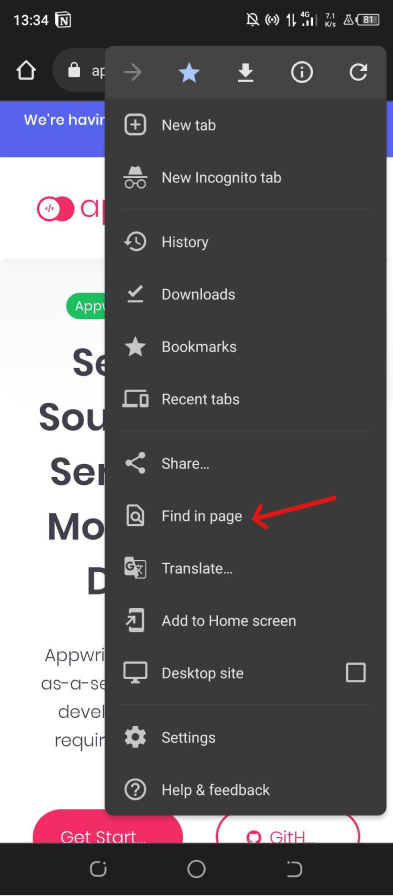 13:34
4G
7.1
K/s
81
ap
We're havin
New tab
New Incognito tab
ap
History
Downloads
Appw
Bookmarks
Se
Sou
Recent tabs
Ser
Share...
Mo
Find in page
D
Translate...
Add to Home screen
Appwri
as-a-se
Desktop site
devel
requir
Settings
Help & feedback
Get Start...
GitH...